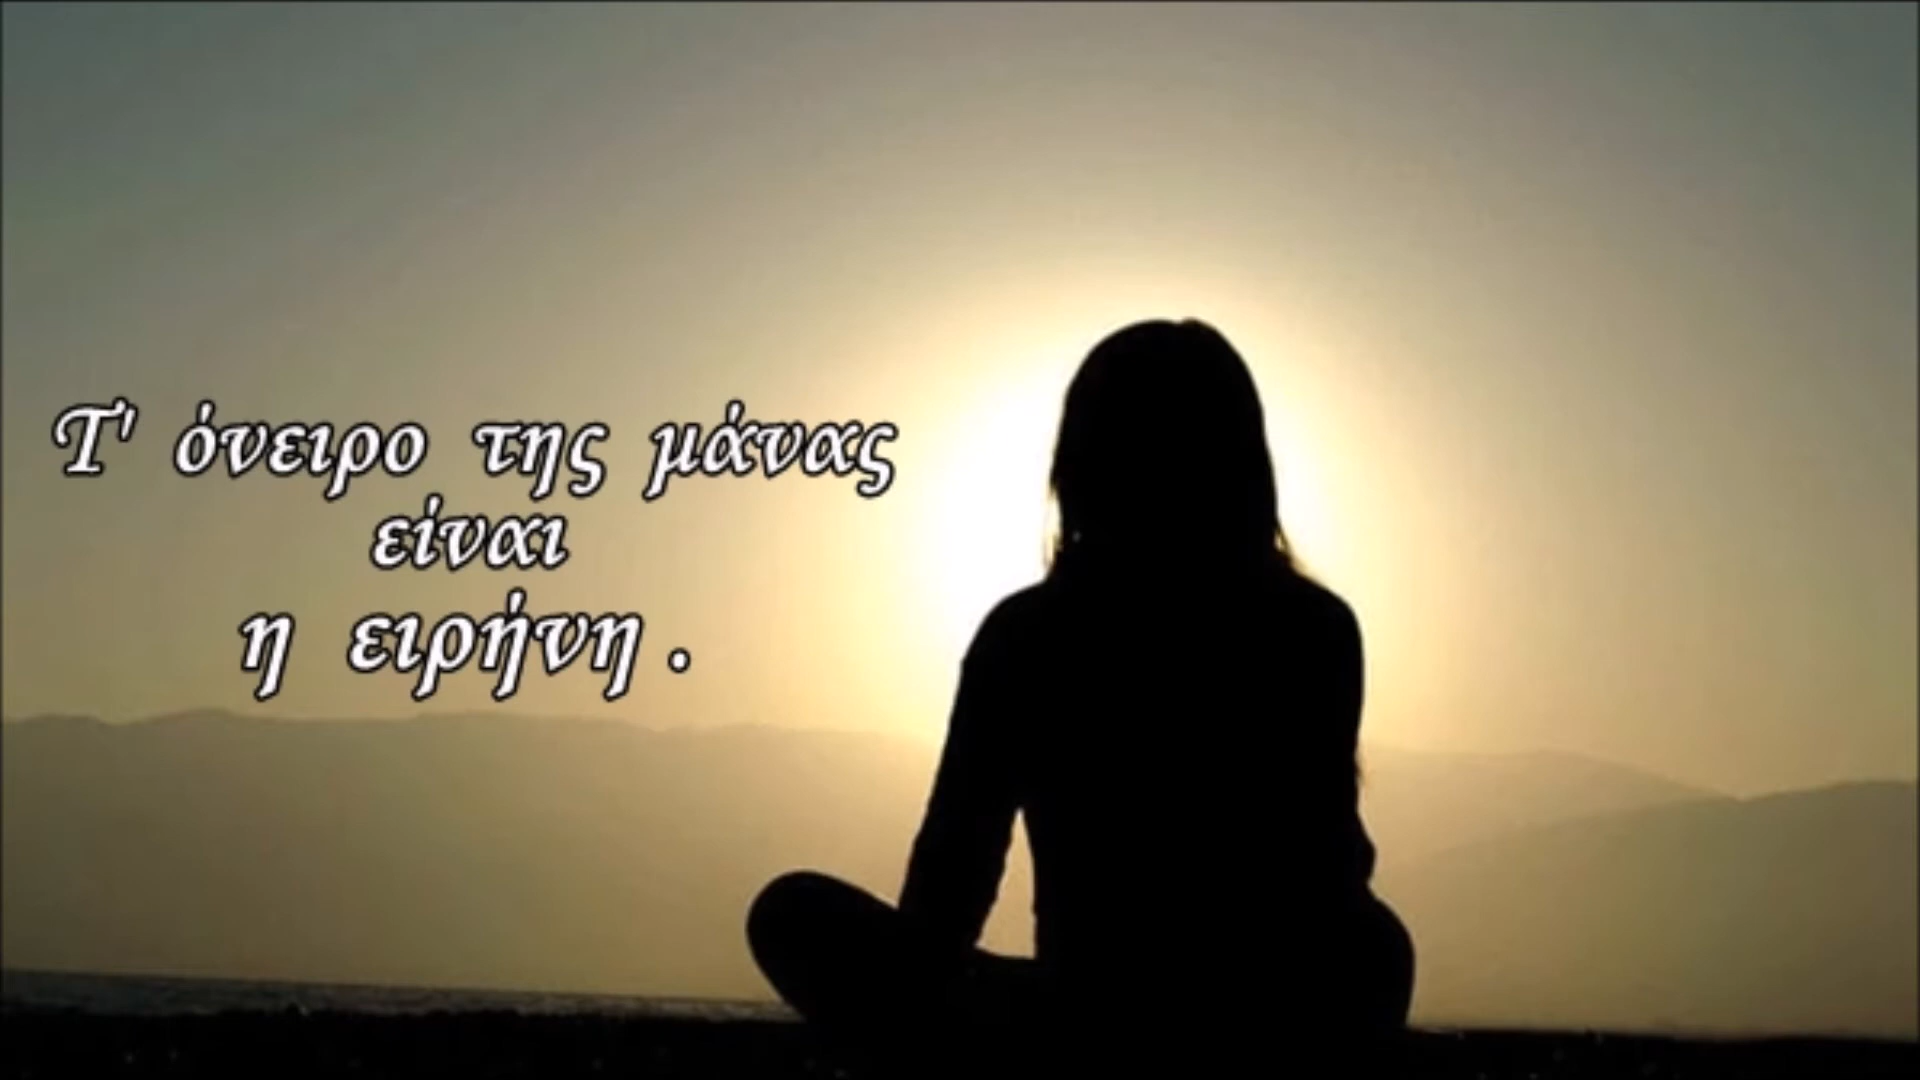 Τ' όνειρο της μάνας
είναι
η ειρήνη .